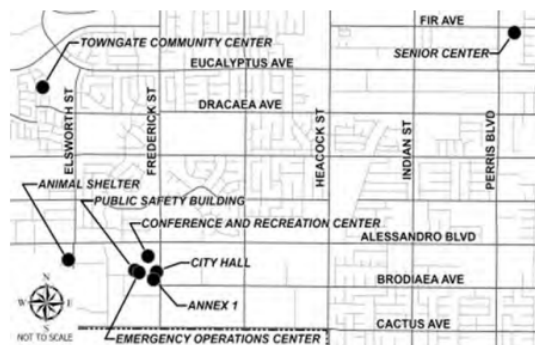 FIR AVE
TOWNGATE COMMUNITY CENTER
SENIOR CENTER
EUCALYPTUS AVE
DRACAEA AVE
ELSWORTH ST
FREDERICK ST
HEACOCK ST
INDIAN ST
PERRIS BLVD
ANIMAL SHELTER
PUBLIC SAFETY BUILDING
CONFERENCE AND RECREATION CENTER
ALESSANDRO BLVD
CITY HALL
N
W E
S
BRODIAEA AVE
ANNEX 1
NOT TO SCALE
EMERGENCY OPERATIONS CENTER
CACTUS AVE